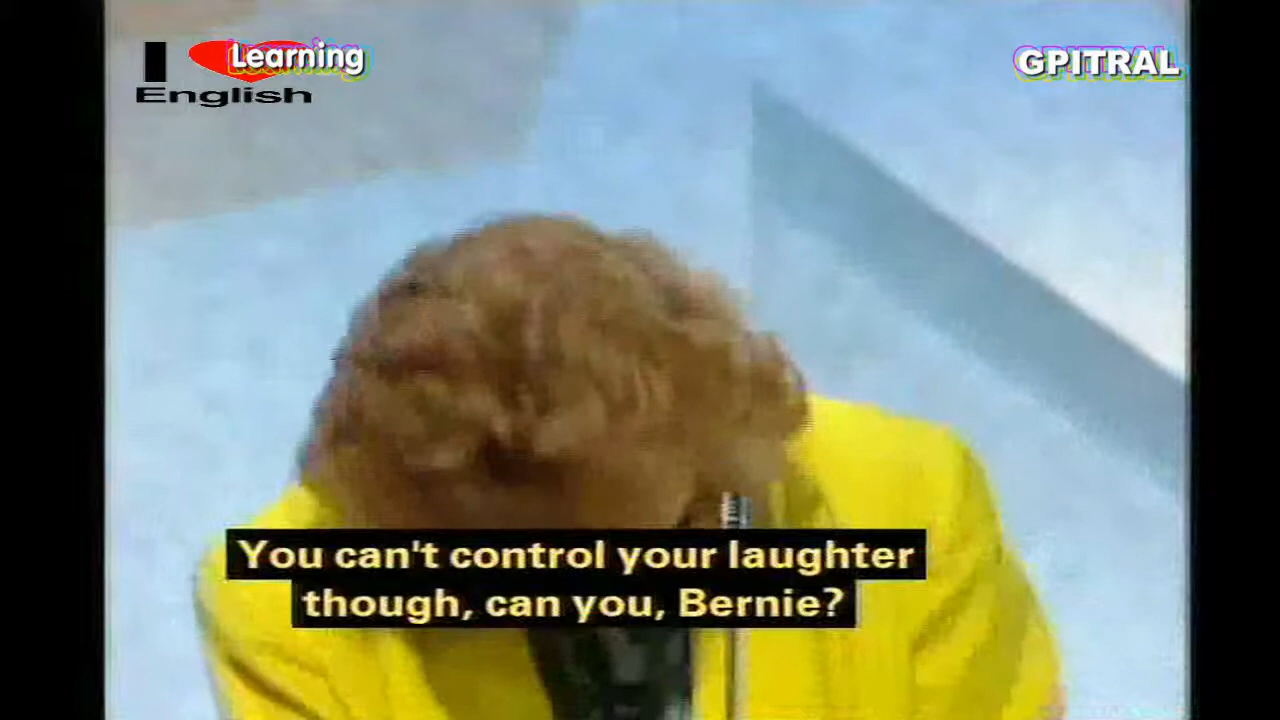 I Learning
GPITRAL
English
You can't control your laughter
though, can you, Bernie?